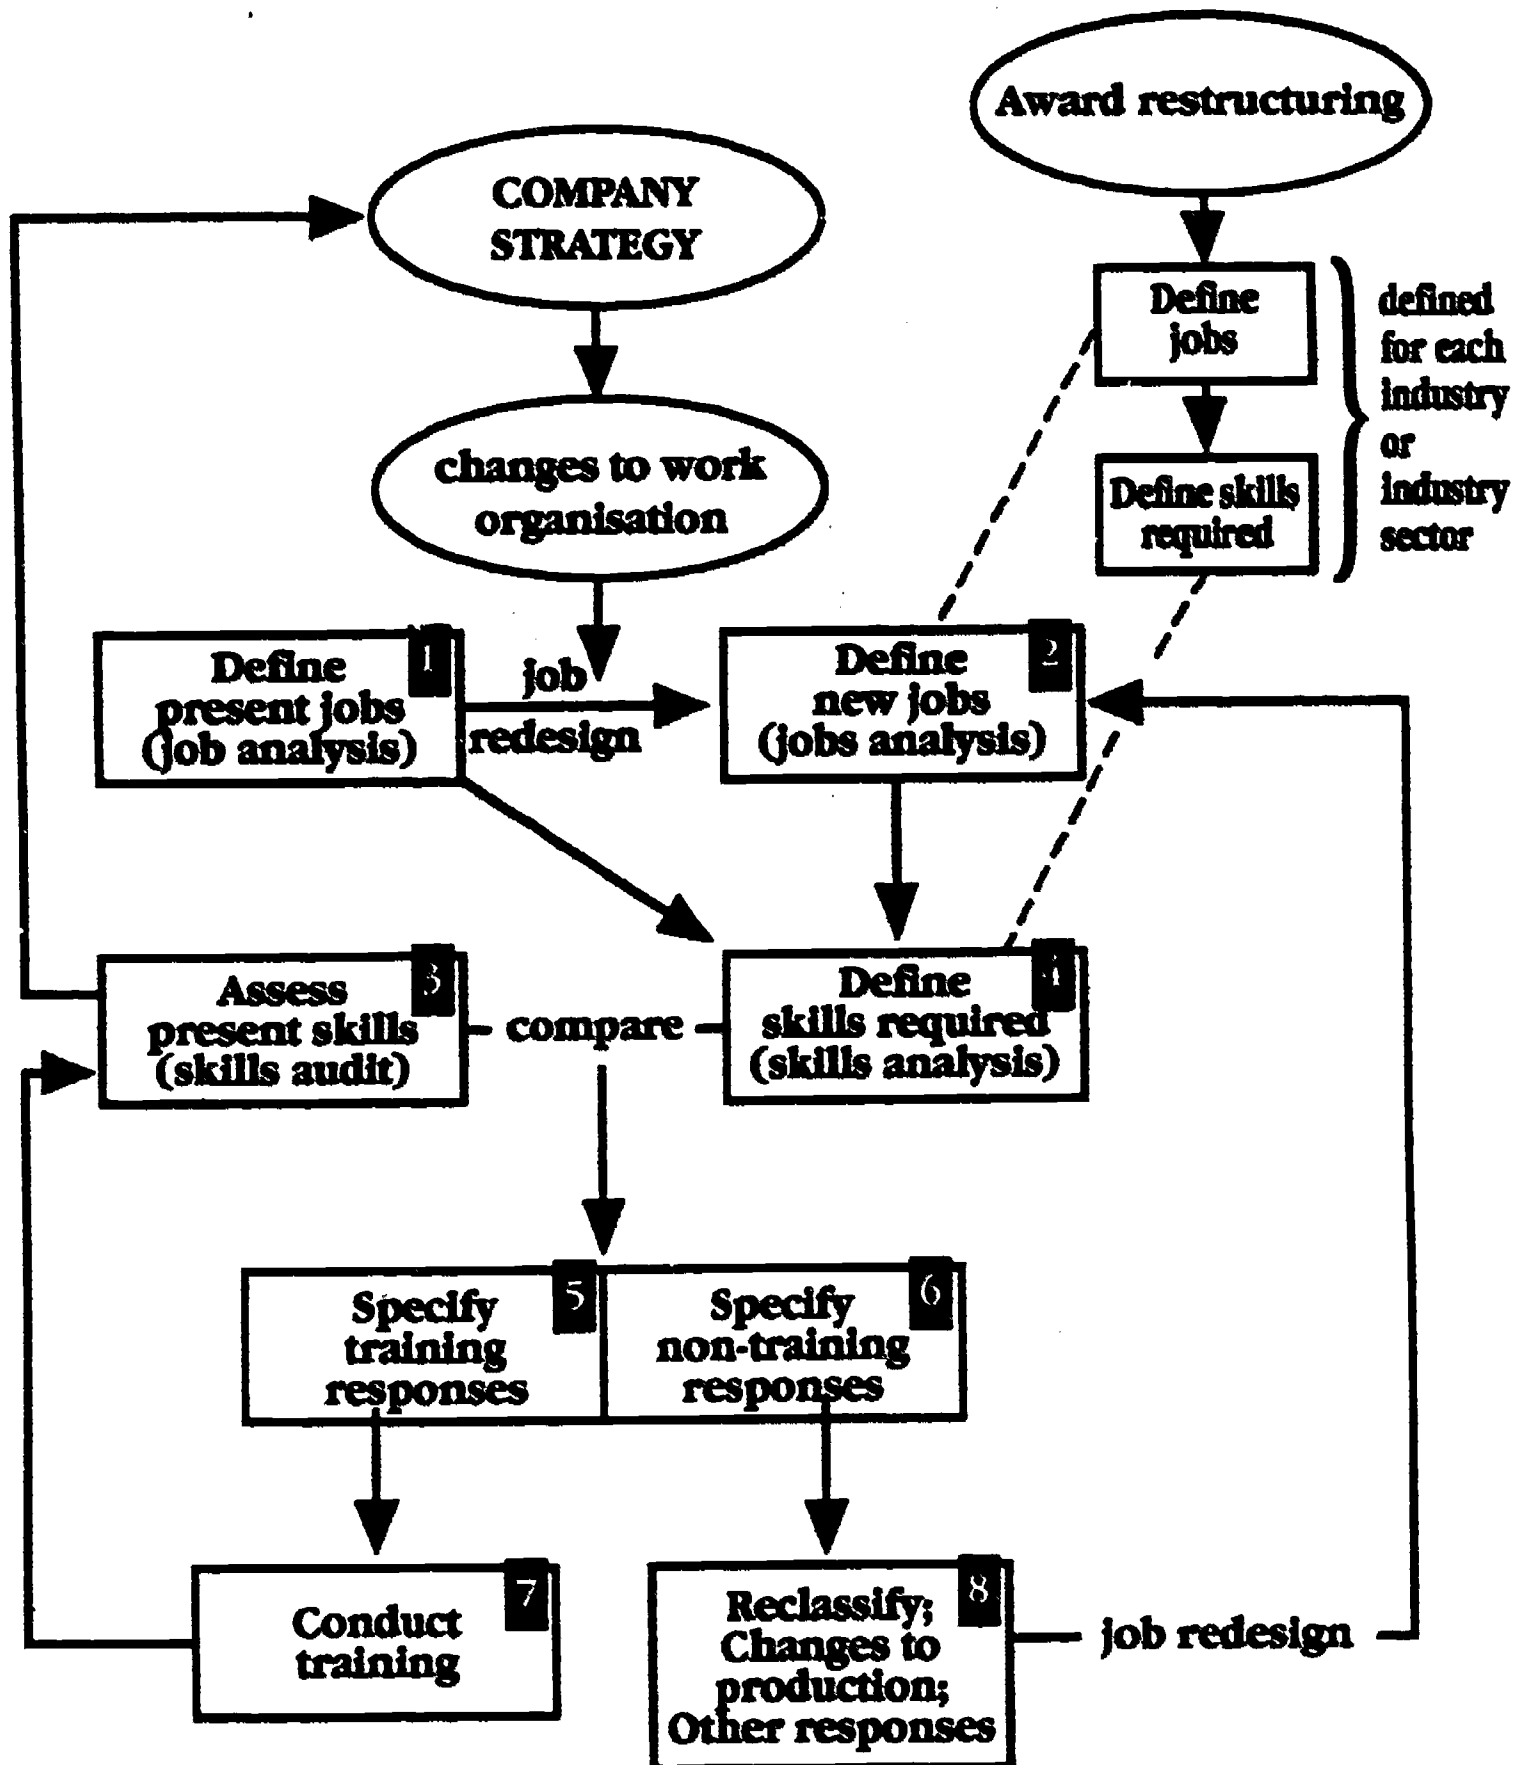 Award restructuring
COMPANY
STRATEGY
Define
jobs
defined
for each
industry
or
industry
sector
Define skills
required
changes to work
organisation
1
Define
present jobs
(job analysis)
job
redesign
2
Define
new jobs
(jobs analysis)
3
Assess
present skills
(skills audit)
compare
4
Define
skills required
(skills analysis)
5
Specify
training
responses
6
Specify
non-training
responses
7
Conduct
training
8
Reclassify;
Changes to
production;
Other responses
job redesign